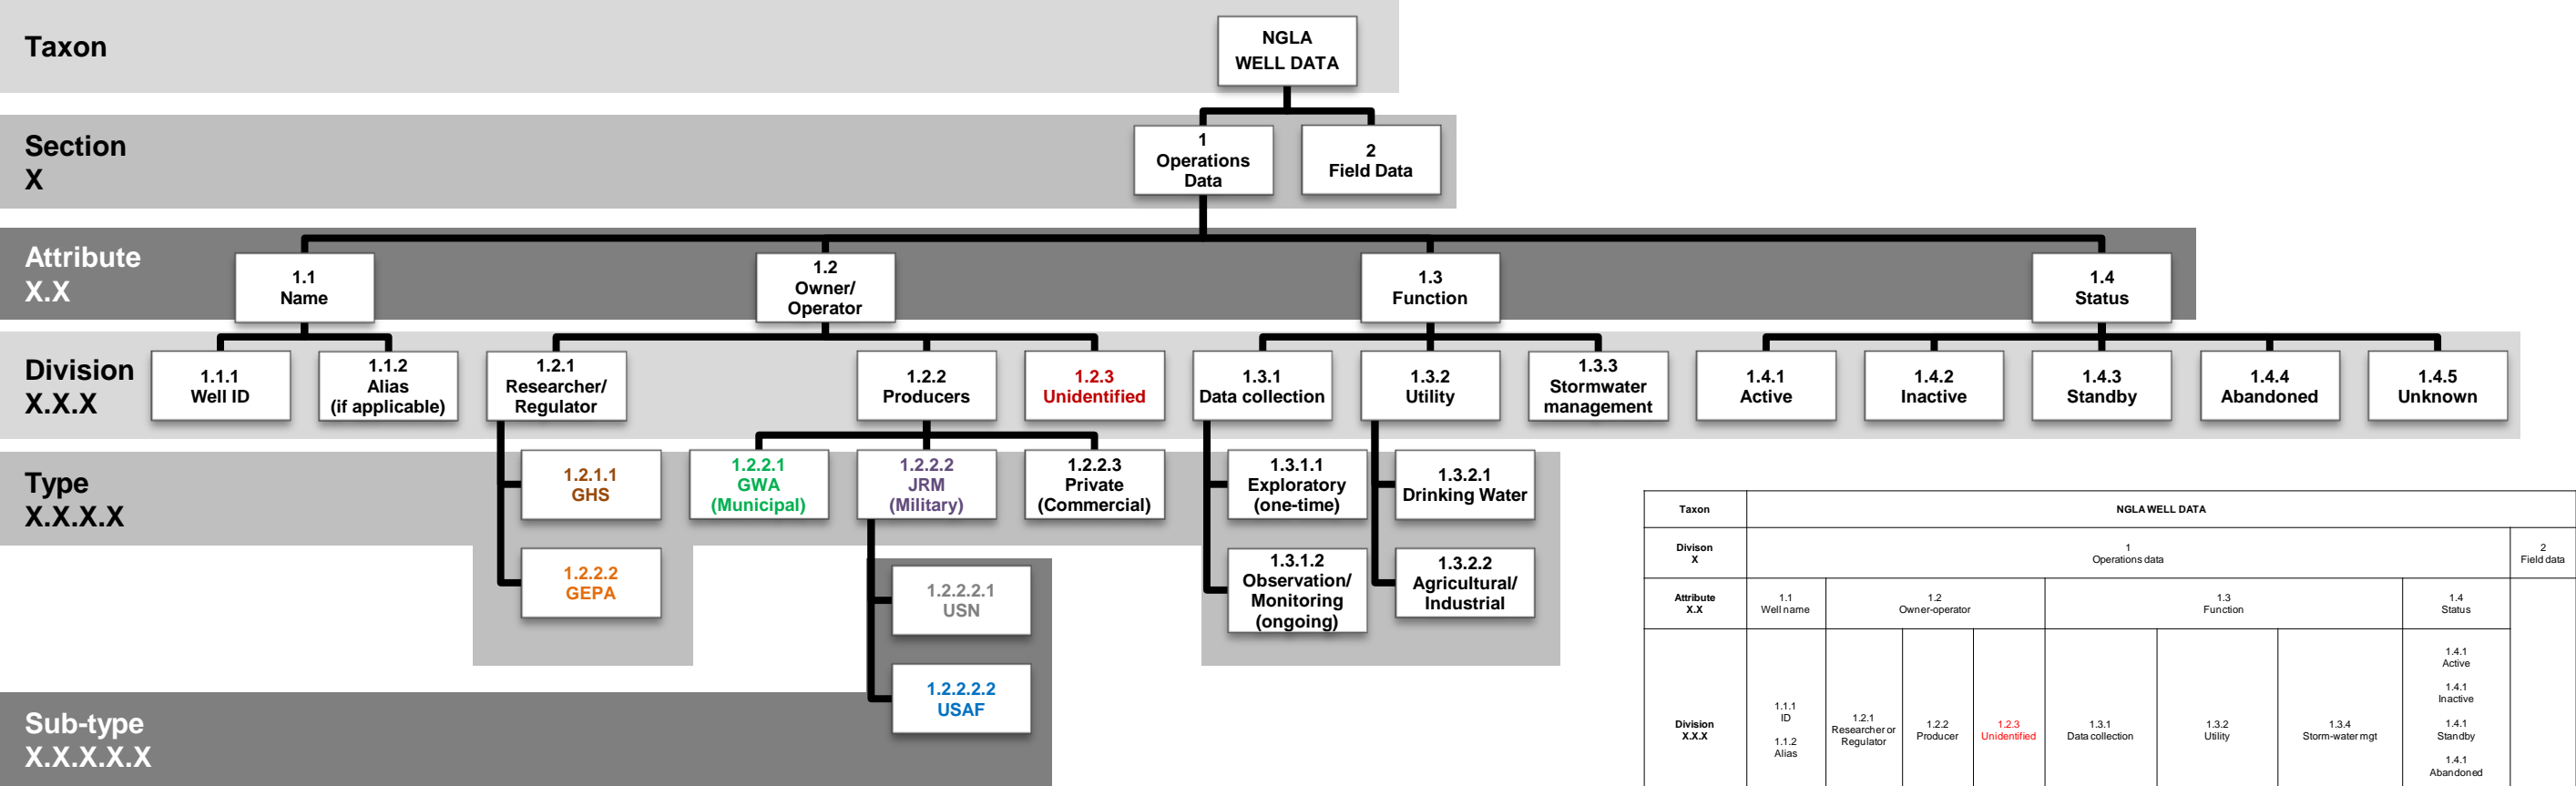 Taxon
NGLA
WELL DATA
Section
X
1
Operations
Data
2
Field Data
Attribute
X.X
1.1
Name
1.2
Owner/
Operator
1.3
Function
1.4
Status
Division
X.X.X
1.1.1
Well ID
1.1.2
Alias
(if applicable)
1.2.1
Researcher/
Regulator
1.2.2
Producers
1.2.3
Unidentified
1.3.1
Data collection
1.3.2
Utility
1.3.3
Stormwater
management
1.4.1
Active
1.4.2
Inactive
1.4.3
Standby
1.4.4
Abandoned
1.4.5
Unknown
Type
X.X.X.X
1.2.1.1
GHS
1.2.2.1
GWA
(Municipal)
1.2.2.2
JRM
(Military)
1.2.2.3
Private
(Commercial)
1.3.1.1
Exploratory
(one-time)
1.3.2.1
Drinking Water
1.2.2.2
GEPA
1.3.1.2
Observation/
Monitoring
(ongoing)
1.3.2.2
Agricultural/
Industrial
1.2.2.2.1
USN
1.2.2.2.2
USAF
Sub-type
X.X.X.X.X
Taxon
NGLA WELL DATA
Divison
X
1
Operations data
2
Field data
Attribute
X.X
1.1
Well name
1.2
Owner-operator
1.3
Function
1.4
Status
Division
X.X.X
1.1.1
ID
1.1.2
Alias
1.2.1
Researcher or
Regulator
1.2.2
Producer
1.2.3
Unidentified
1.3.1
Data collection
1.3.2
Utility
1.3.4
Storm-water mgt
1.4.1
Active
1.4.1
Inactive
1.4.1
Standby
1.4.1
Abandoned